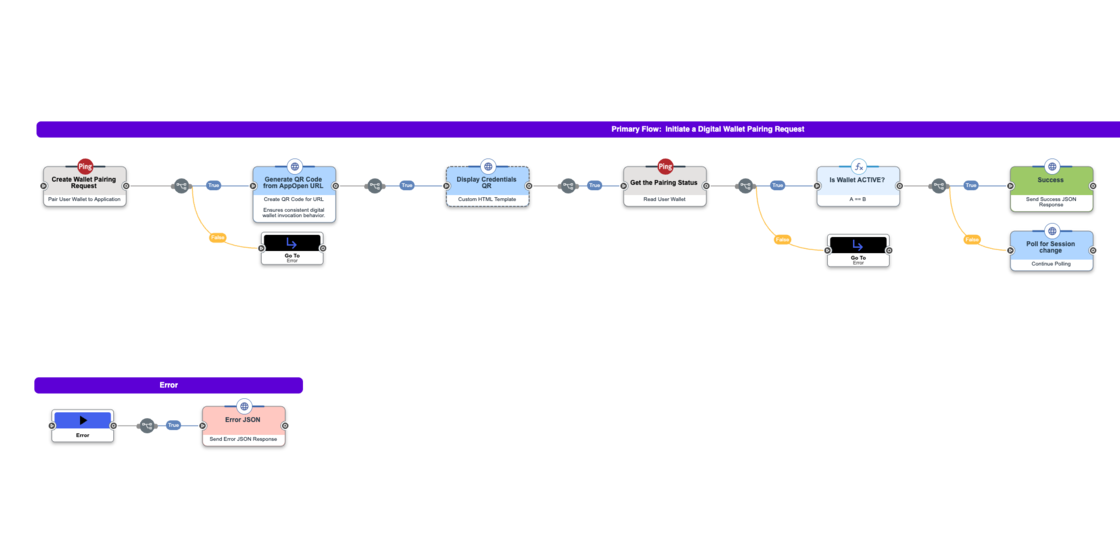 Primary Flow:  Initiate a Digital Wallet Pairing Request
Ping
Create Wallet Pairing
Request
Pair User Wallet to Application
True
False
Generate QR Code
from AppOpen URL
Create QR Code for URL
Ensures consistent digital
wallet invocation behavior.
Go To
Error
True
Display Credentials
QR
Custom HTML Template
True
Ping
Get the Pairing Status
Read User Wallet
True
False
fx
Is Wallet ACTIVE?
A == B
Go To
Error
True
False
Success
Send Success JSON
Response
Poll for Session
change
Continue Polling
Error
Error
True
Error JSON
Send Error JSON Response